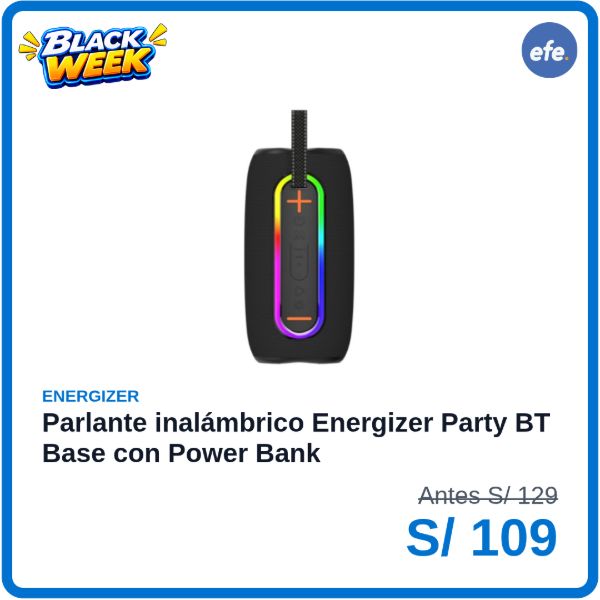 BLACK
WEEK
efe.
ENERGIZER
Parlante inalámbrico Energizer Party BT
Base con Power Bank
Antes S/ 129
S/ 109